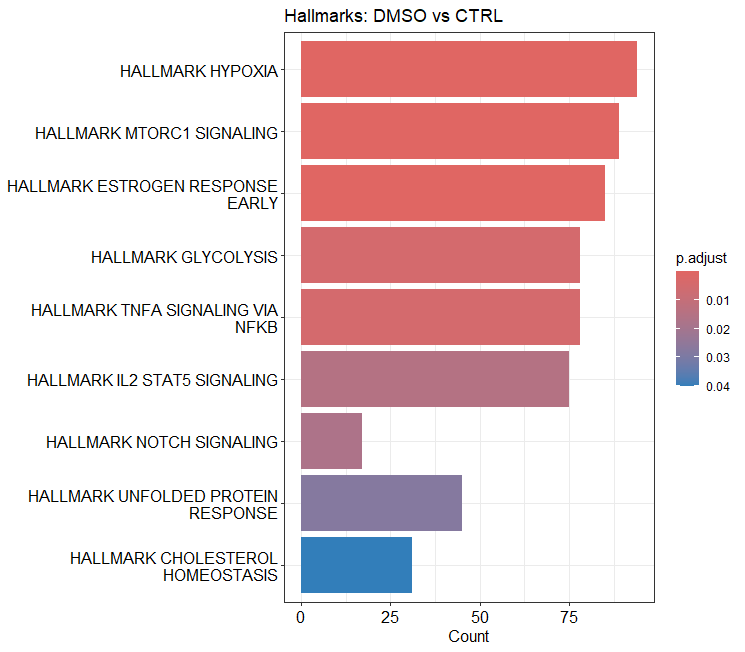 Hallmarks: DMSO vs CTRL
HALLMARK HYPOXIA
HALLMARK MTORC1 SIGNALING
HALLMARK ESTROGEN RESPONSE
EARLY
HALLMARK GLYCOLYSIS
HALLMARK TNFA SIGNALING VIA
NFKB
HALLMARK IL2 STAT5 SIGNALING
HALLMARK NOTCH SIGNALING
HALLMARK UNFOLDED PROTEIN
RESPONSE
HALLMARK CHOLESTEROL
HOMEOSTASIS
0 25 50 75
Count
p.adjust
0.01
0.02
0.03
0.04